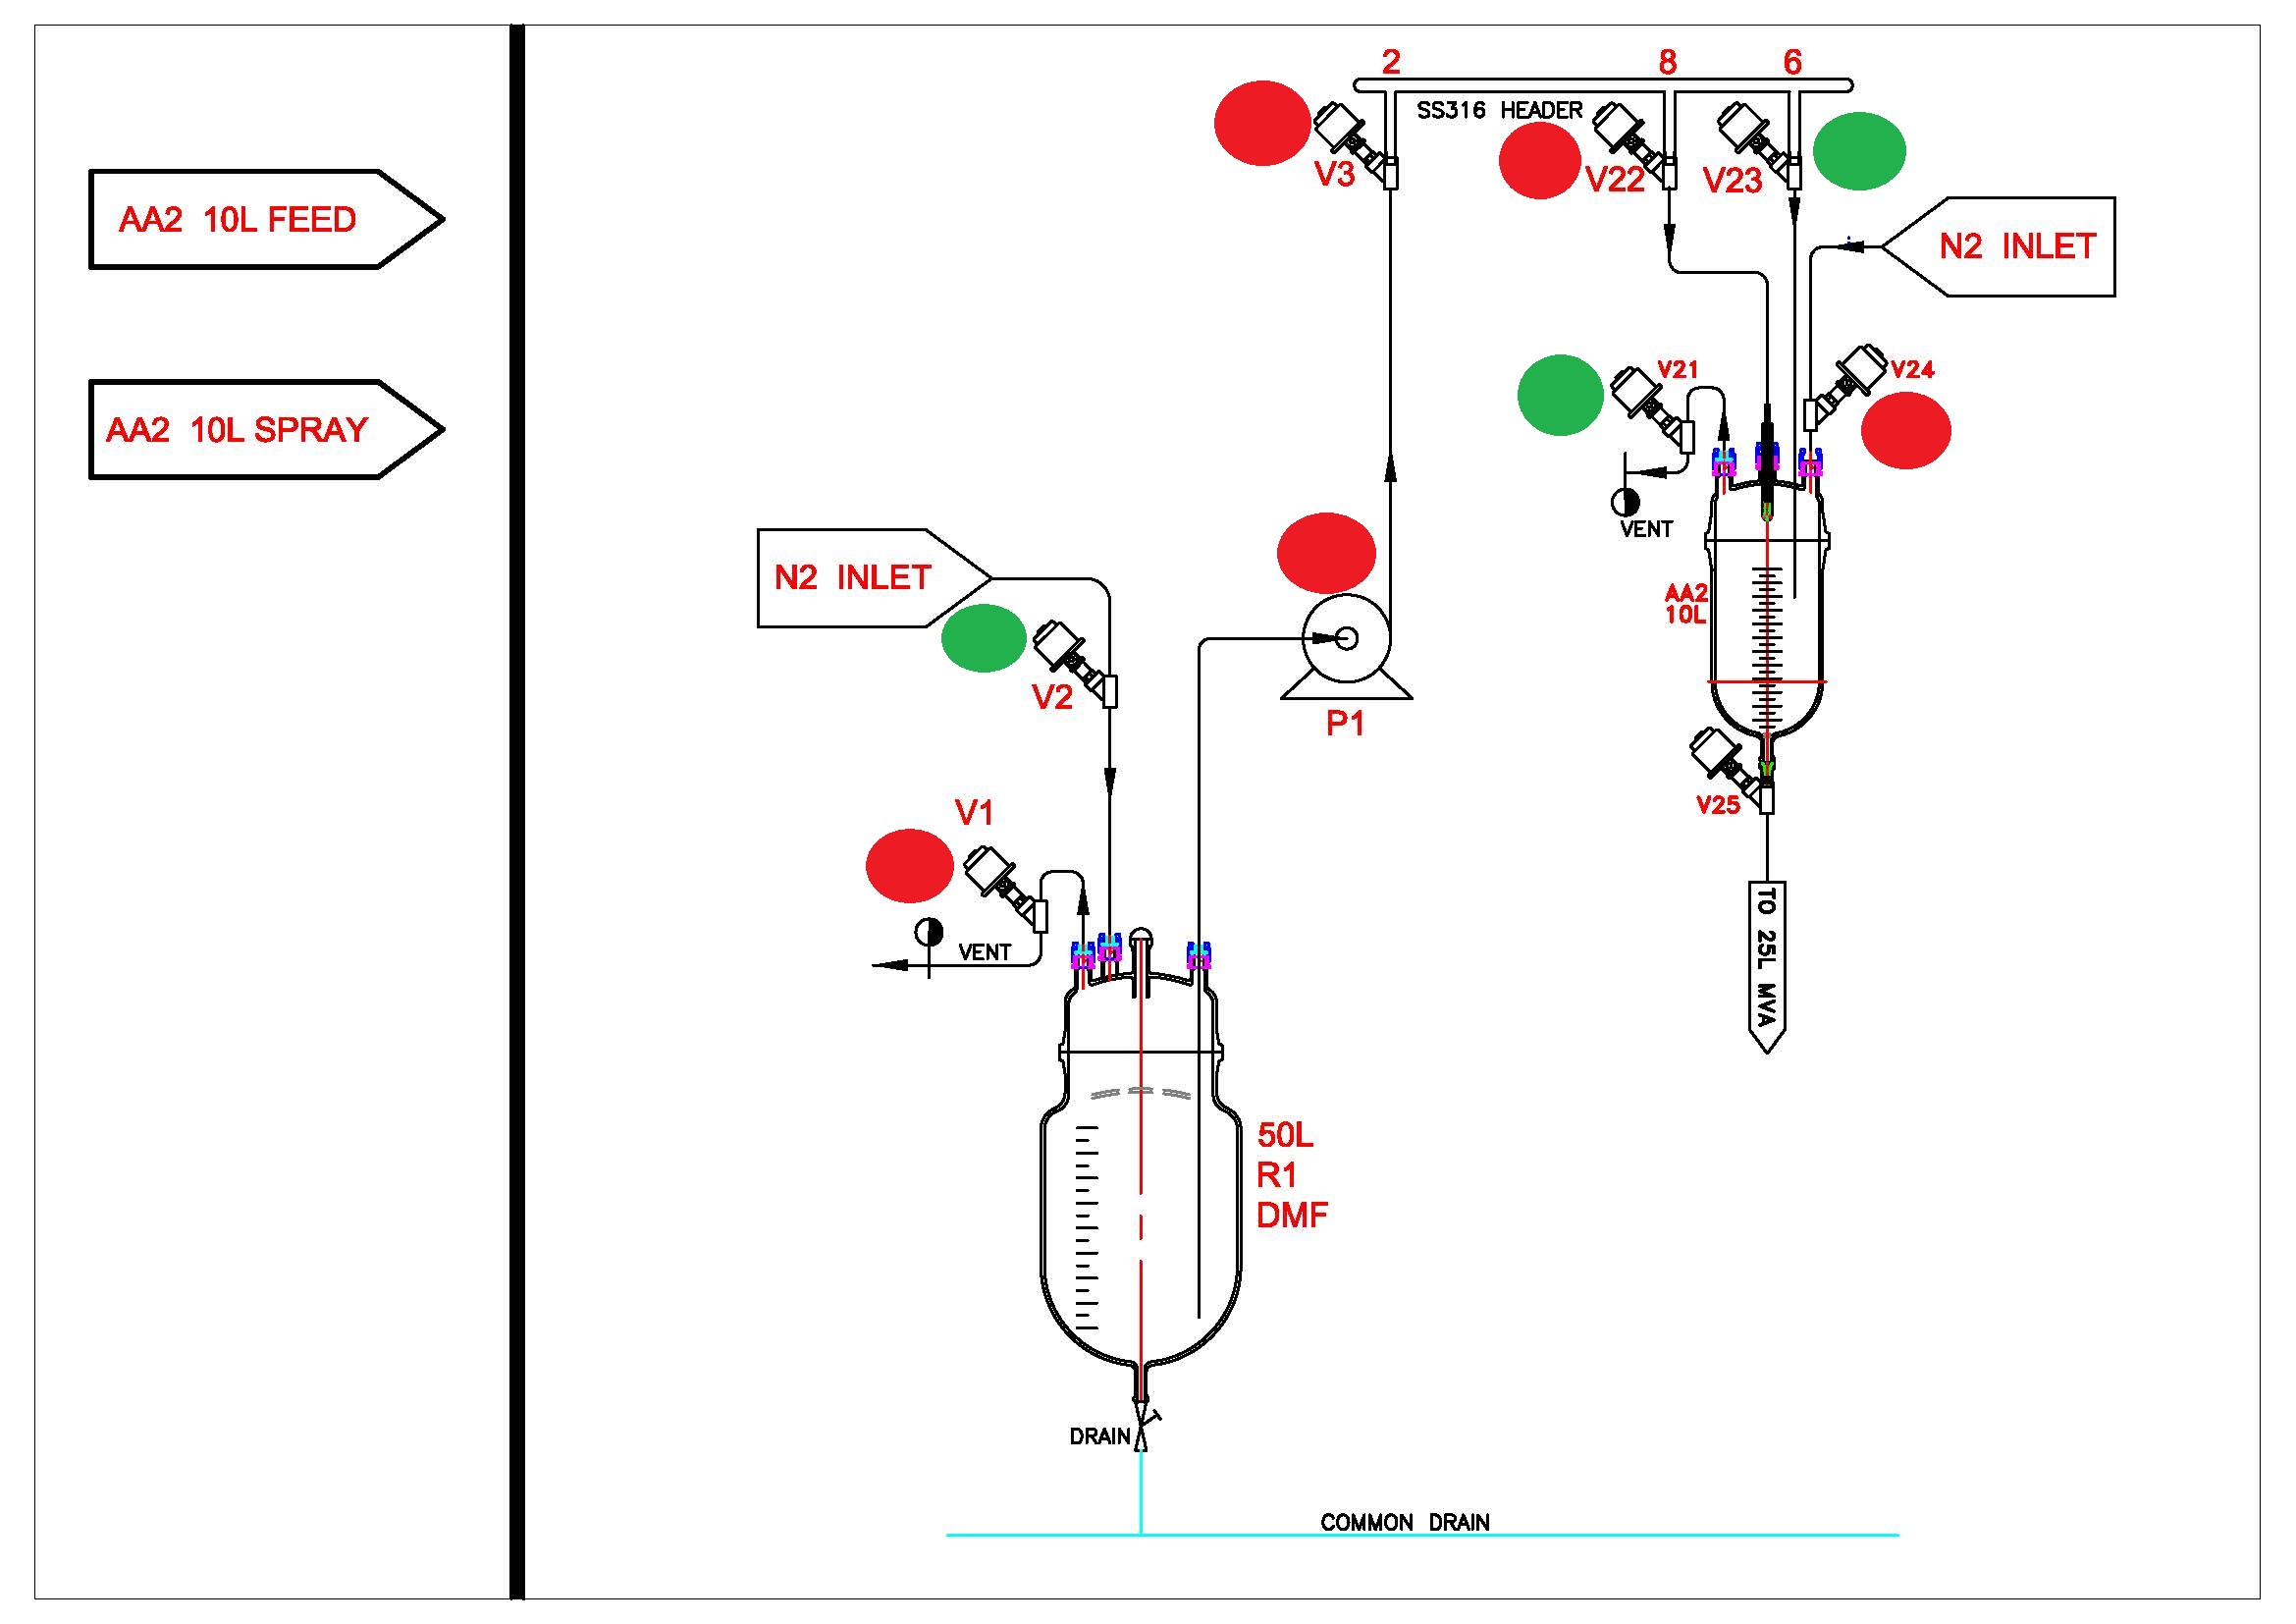 AA2 10L FEED
AA2 10L SPRAY
2
8
6
SS316 HEADER
V3
V22
V23
N2 INLET
V21
V24
VENT
N2 INLET
AA2
10L
V2
P1
V25
V1
VENT
TO 25L MVA
50L
R1
DMF
DRAIN
COMMON DRAIN